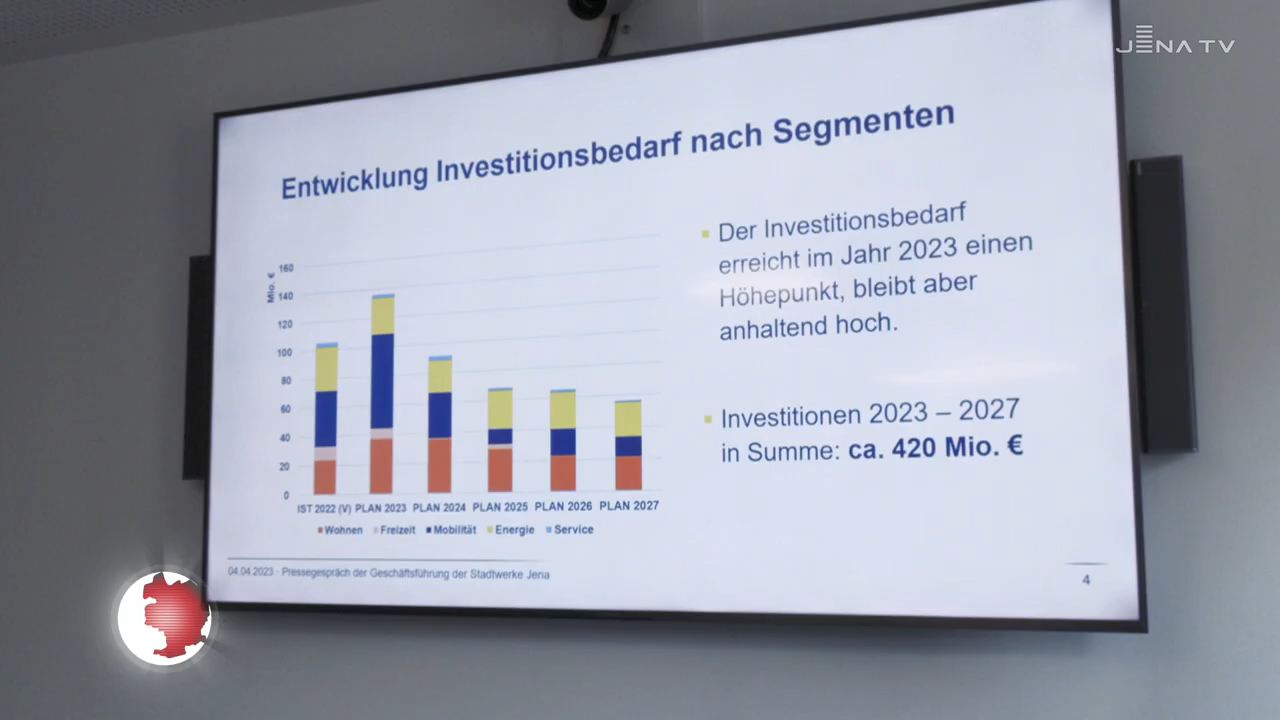 JENA TV
Entwicklung Investitionsbedarf nach Segmenten
Mio. €
160
140
120
100
80
60
40
20
0
IST 2022 (V) PLAN 2023 PLAN 2024 PLAN 2025 PLAN 2026 PLAN 2027
Wohnen Freizeit Mobilität Energie Service
Der Investitionsbedarf
erreicht im Jahr 2023 einen
Höhepunkt, bleibt aber
anhaltend hoch.
Investitionen 2023 – 2027
in Summe: ca. 420 Mio. €
04.04.2023 · Pressegespräch der Geschäftsführung der Stadtwerke Jena
4